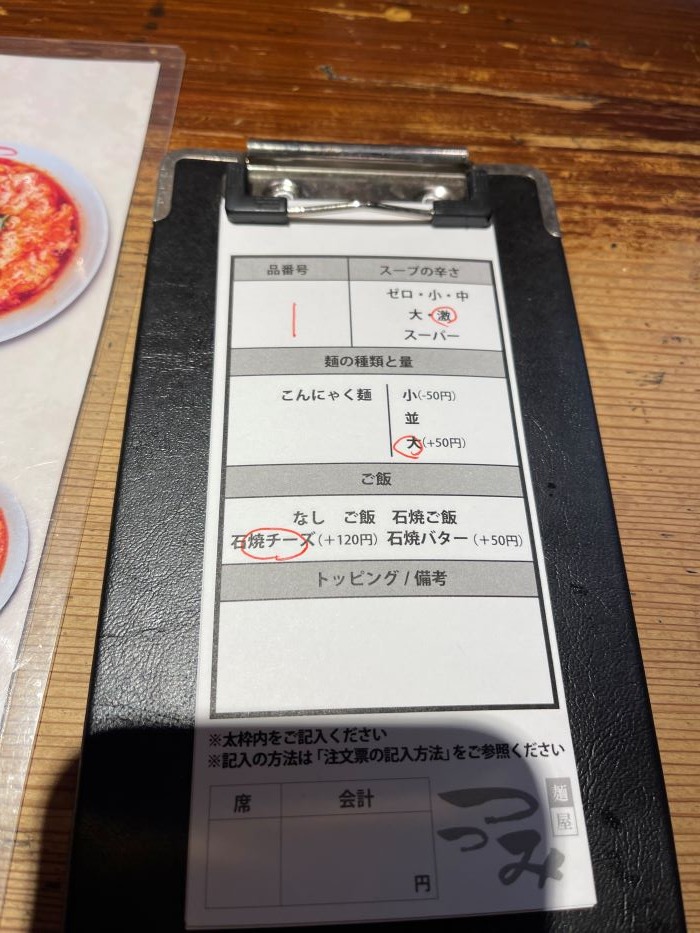 品番号 スープの辛さ
1 ゼロ・小・中
大・激
スーパー
麺の種類と量
こんにゃく麺 小(-50円)
並
大(+50円)
ご飯
なし ご飯 石焼ご飯
石焼チーズ(+120円) 石焼バター(+50円)
トッピング / 備考
※太枠内をご記入ください
※記入の方法は「注文票の記入方法」をご参照ください
席 会計
円
麺屋
つつみ